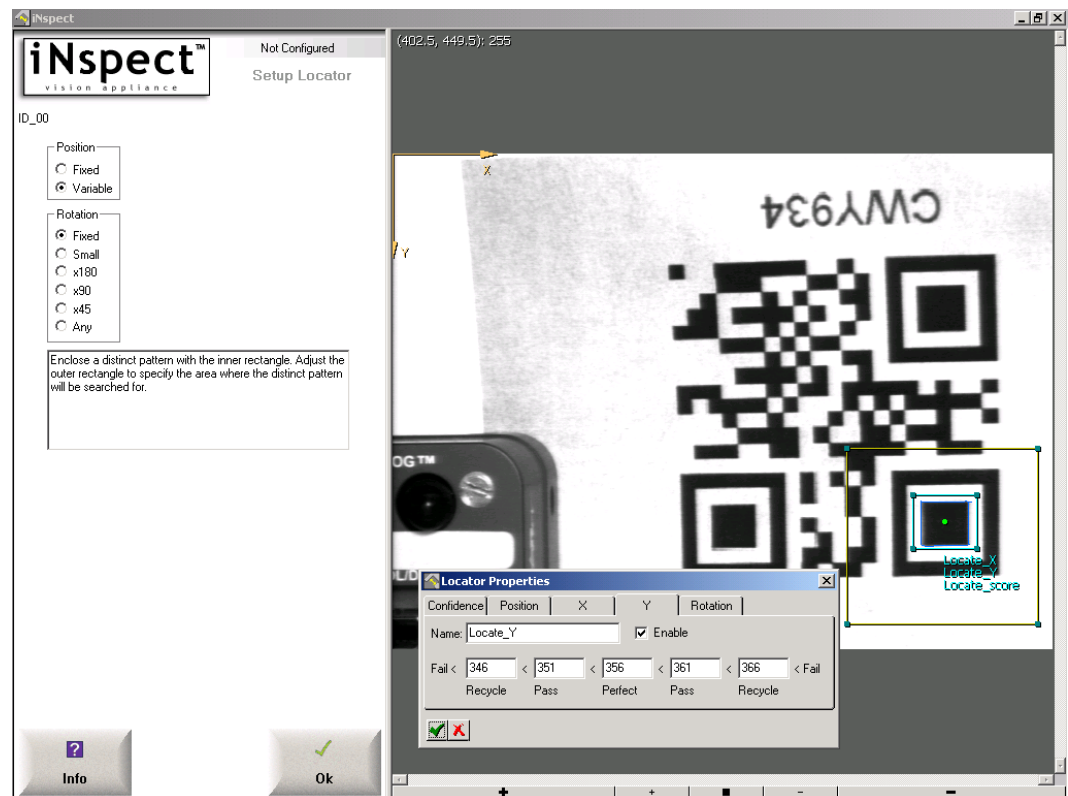 iNspect
iNspect™
vision appliance
Not Configured
Setup Locator
ID_00
Position
Fixed
Variable
Rotation
Fixed
Small
x180
x90
x45
Any
Enclose a distinct pattern with the inner rectangle. Adjust the
outer rectangle to specify the area where the distinct pattern
will be searched for.
Info
Ok
(402.5, 449.5): 255
X
Y
CWY934
OG™
Locate_X
Locate_Y
Locate_score
Locator Properties
Confidence Position X Y Rotation
Name: Locate_Y Enable
Fail < 346 < 351 < 356 < 361 < 366 < Fail
Recycle Pass Perfect Pass Recycle